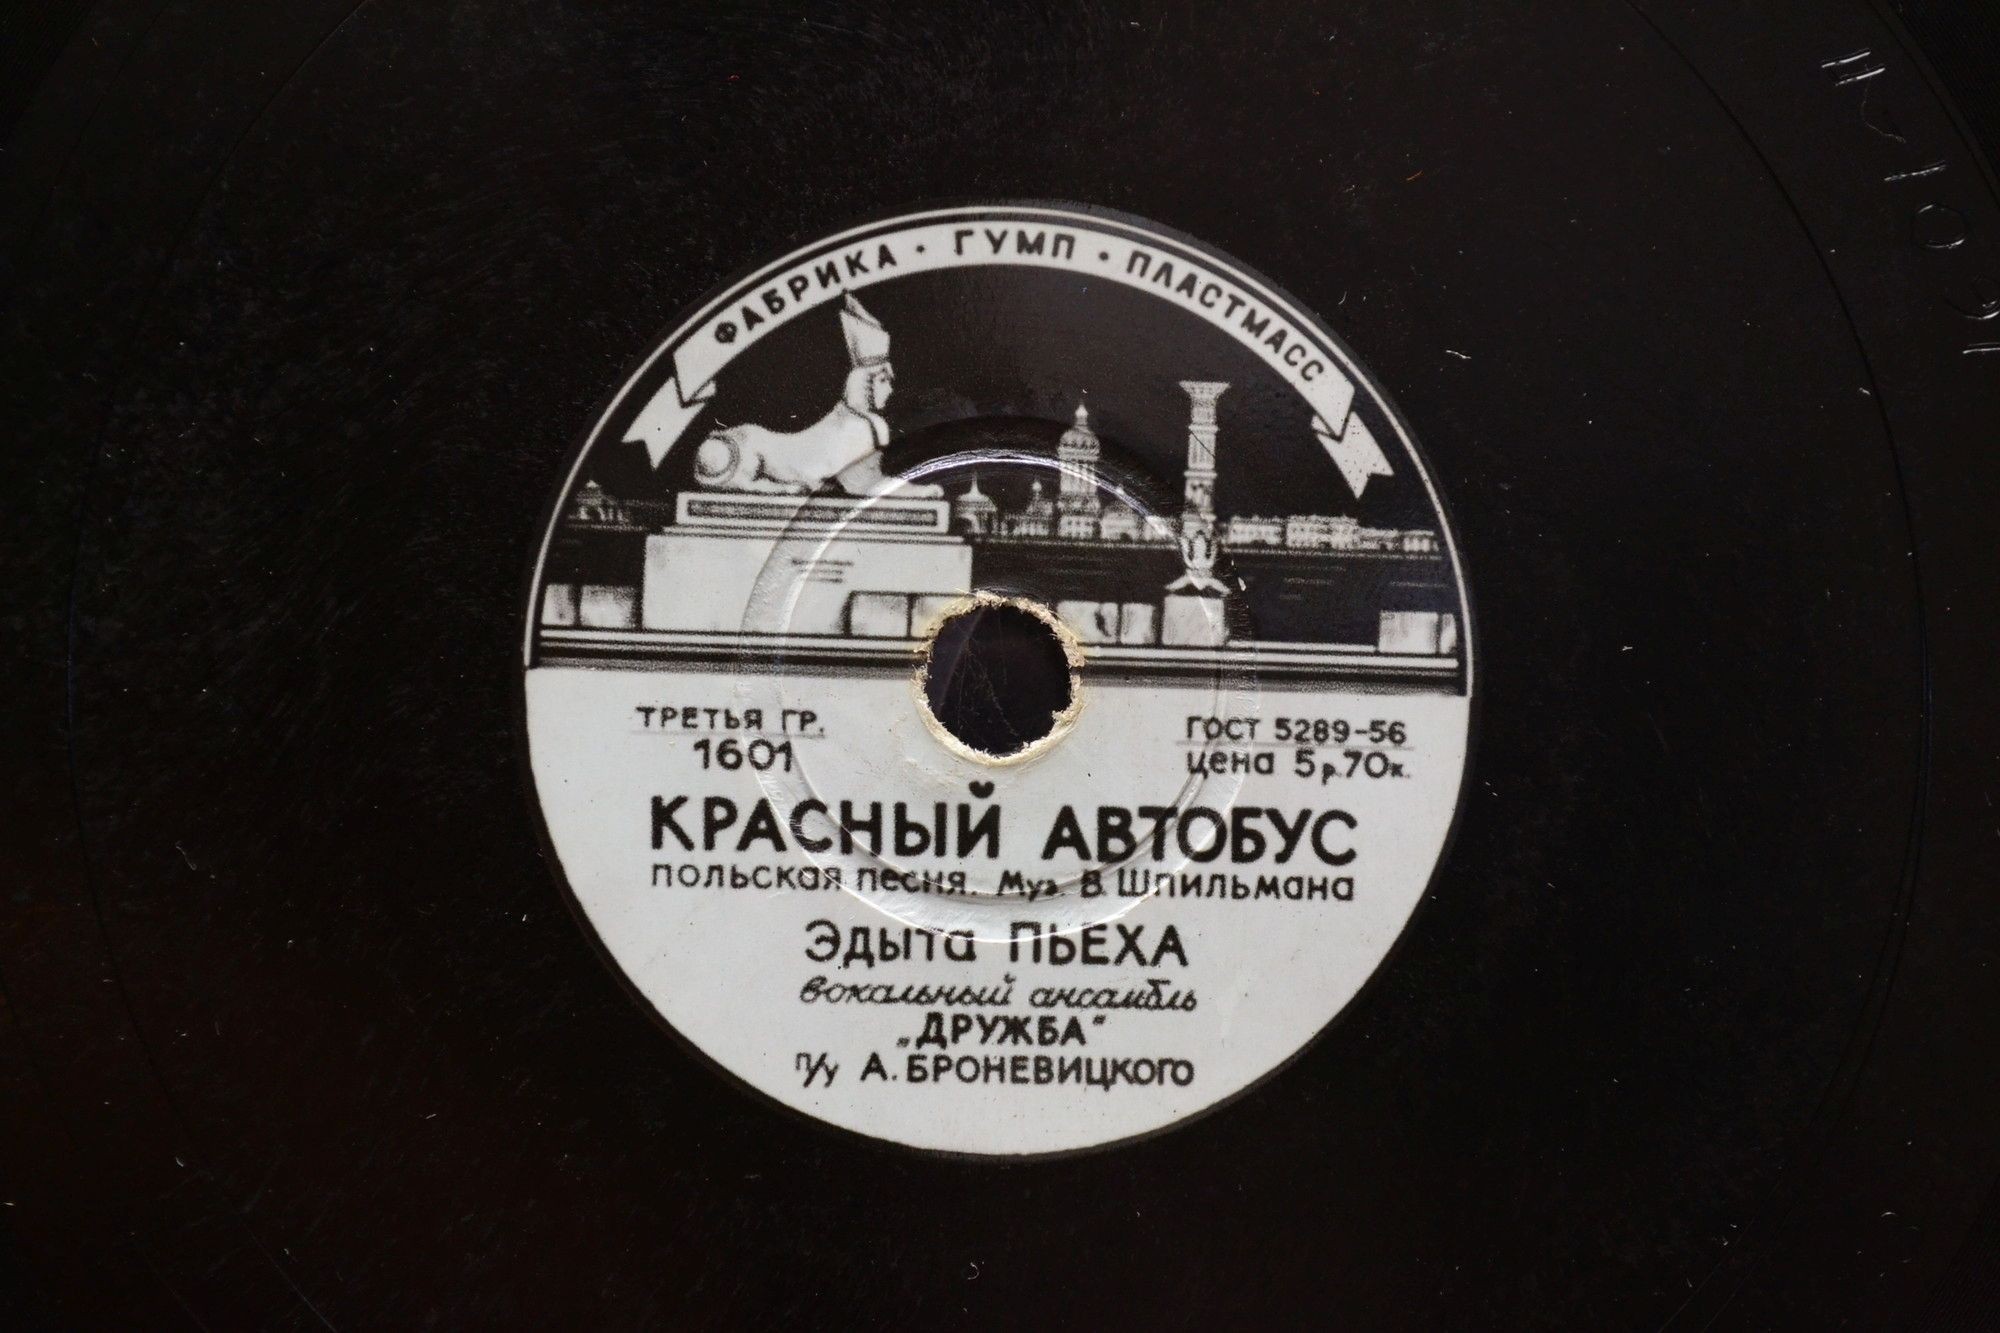 ФАБРИКА · ГУМП · ПЛАСТМАСС
ТРЕТЬЯ ГР.
1601
ГОСТ 5289-56
цена 5р.70к.
КРАСНЫЙ АВТОБУС
польская песня. Муз. В. Шпильмана
Эдыта ПЬЕХА
вокальный ансамбль
„ДРУЖБА"
п/у А. БРОНЕВИЦКОГО